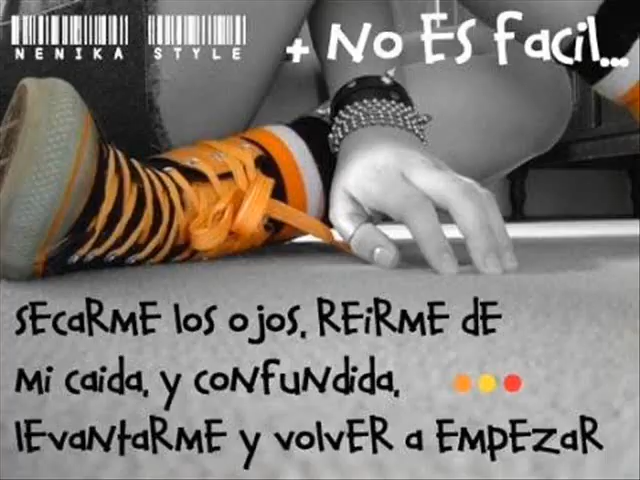 NENIKA STYLE
+ No Es facil...
sEcaRmE los ojos, REiRmE dE
mi caida, y coNfuNdida,
lEvaNtaRmE y volvER a EmpEzaR